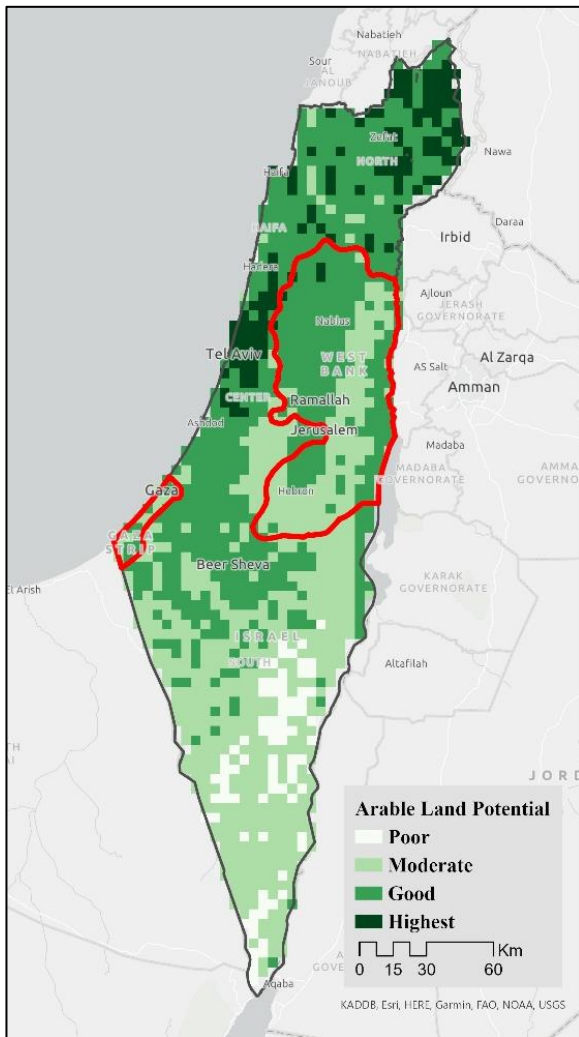 Nabatieh
NABATIEH
Sour
AL
JANOUB
Zefat
NORTH
Nawa
Haifa
HAIFA
Daraa
Irbid
Hadera
Ajloun
JERASH
GOVERNORATE
Nablus
Tel Aviv
WEST
BANK
AS Salt
Al Zarqa
Amman
CENTER
Ramallah
Ashdod
Jerusalem
Madaba
MADABA
GOVERNORATE
AMMA
GOVERNO
Gaza
Hebron
GAZA
STRIP
Beer Sheva
El Arish
KARAK
GOVERNORATE
ISRAEL
SOUTH
Altafilah
JORD
Arable Land Potential
Poor
Moderate
Good
Highest
Km
0 15 30 60
Aqaba
GOVERNORATE
KADDB, Esri, HERE, Garmin, FAO, NOAA, USGS